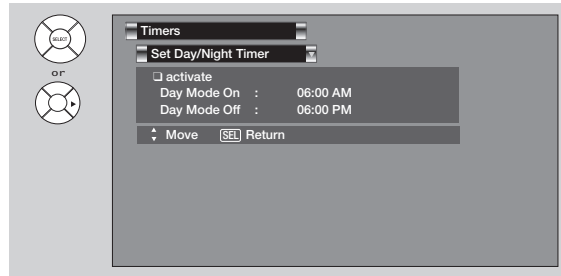 SELECT
or
Timers
Set Day/Night Timer
❏ activate
Day Mode On : 06:00 AM
Day Mode Off : 06:00 PM
Move SEL Return